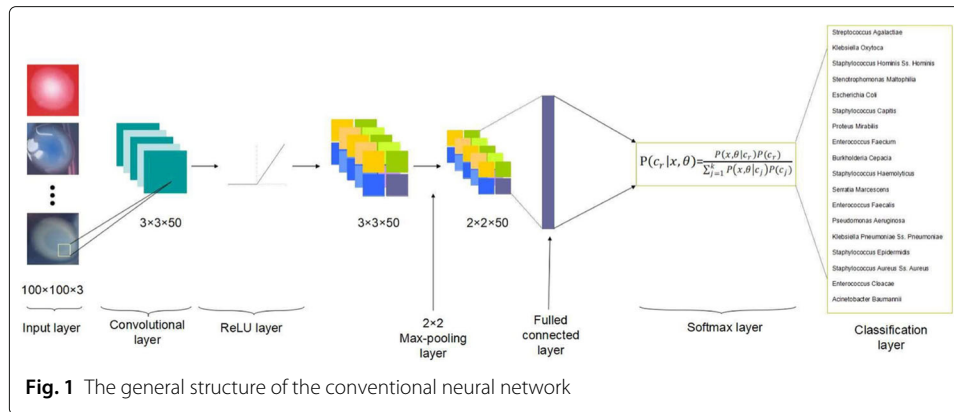 100×100×3
Input layer
3×3×50
Convolutional
layer
ReLU layer
3×3×50
2×2
Max-pooling
layer
2×2×50
Fulled
connected
layer
P(c_r|x, θ)=P(x,θ|c_r)P(c_r)/∑_{j=1}^{k} P(x,θ|c_j)P(c_j)
Softmax layer
Streptococcus Agalactiae
Klebsiella Oxytoca
Staphylococcus Hominis Ss. Hominis
Stenotrophomonas Maltophilia
Escherichia Coli
Staphylococcus Capitis
Proteus Mirabilis
Enterococcus Faecium
Burkholderia Cepacia
Staphylococcus Haemolyticus
Serratia Marcescens
Enterococcus Faecalis
Pseudomonas Aeruginosa
Klebsiella Pneumoniae Ss. Pneumoniae
Staphylococcus Epidermidis
Staphylococcus Aureus Ss. Aureus
Enterococcus Cloacae
Acinetobacter Baumannii
Classification
layer
Fig. 1 The general structure of the conventional neural network